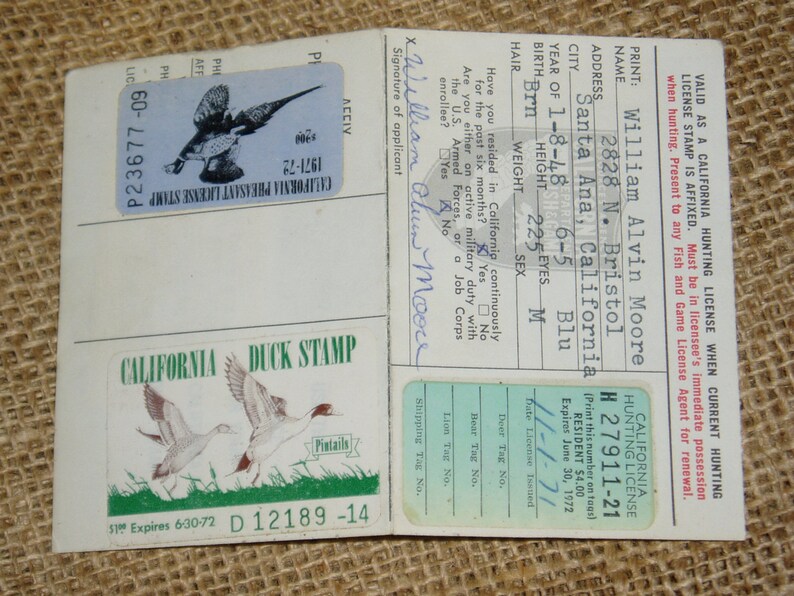 VALID AS A CALIFORNIA HUNTING LICENSE WHEN CURRENT HUNTING
LICENSE STAMP IS AFFIXED. Must be in licensee's immediate possession
when hunting. Present to any Fish and Game License Agent for renewal.
PRINT: William Alvin Moore
NAME
2828 N. Bristol
ADDRESS
Santa Ana, California
CITY
YEAR OF BIRTH 1-8-48 HEIGHT 6-5 EYES Blu
HAIR Brn WEIGHT 225 SEX M
Have you resided in California continuously
for the past six months? X Yes No
Are you either on active military duty with
the U.S. Armed Forces, or a Job Corps
enrollee? Yes X No
X William Alvin Moore
Signature of applicant
CALIFORNIA
HUNTING LICENSE
H 27911-21
(Print this number on tags)
RESIDENT $4.00
Expires June 30, 1972
11-1-71
Date License Issued
Deer Tag No.
Bear Tag No.
Lion Tag No.
Shipping Tag No.
AFFIX
P23677-09
$2.00
1971-72
CALIFORNIA PHEASANT LICENSE STAMP
CALIFORNIA DUCK STAMP
Pintails
$1.00 Expires 6-30-72 D 12189 -14